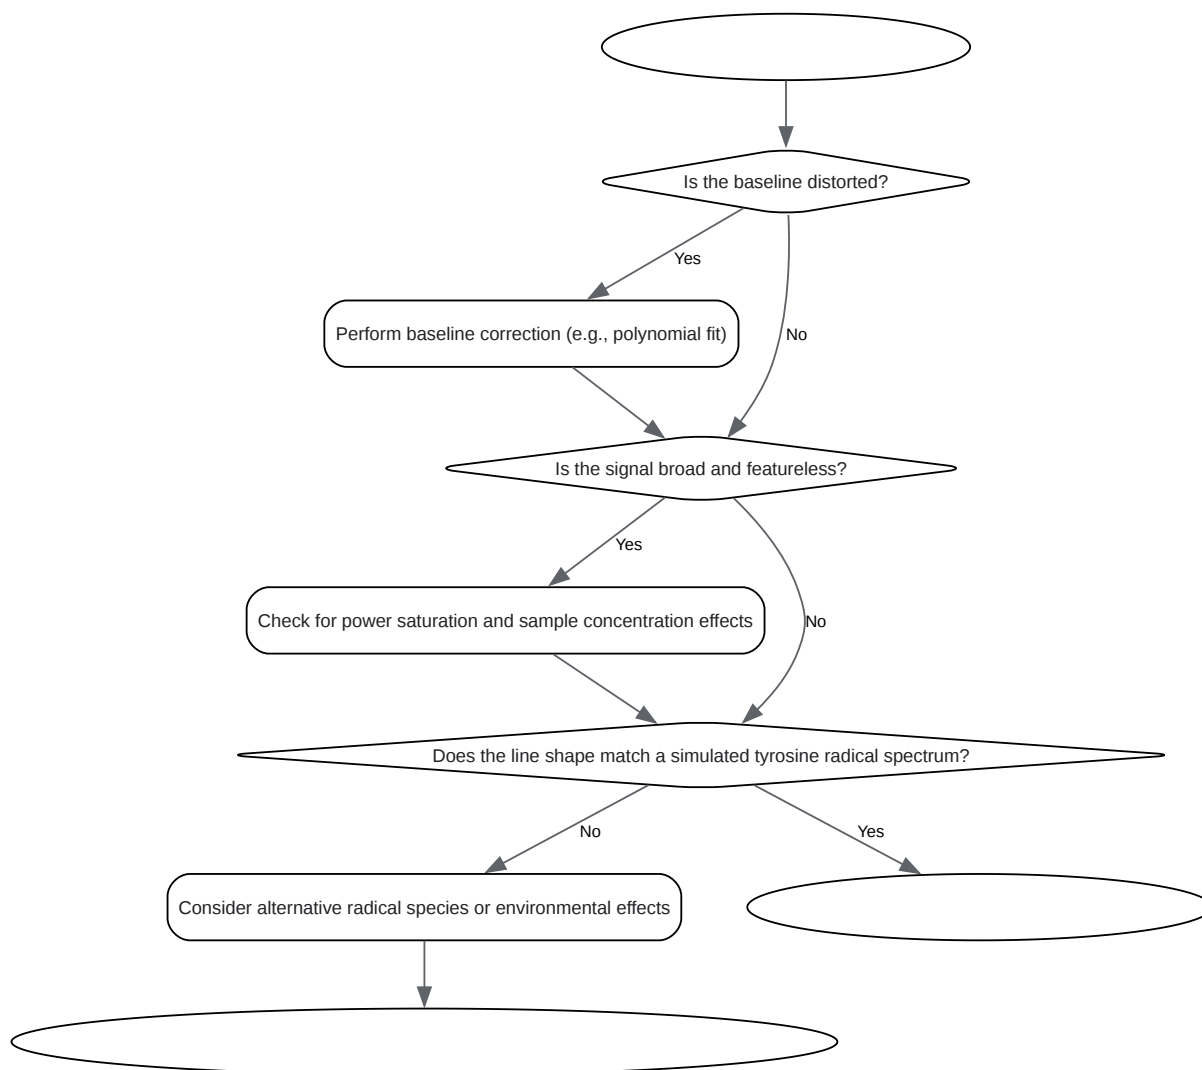 Is the baseline distorted?
Yes
Perform baseline correction (e.g., polynomial fit)
No
Is the signal broad and featureless?
Yes
Check for power saturation and sample concentration effects
No
Does the line shape match a simulated tyrosine radical spectrum?
No
Yes
Consider alternative radical species or environmental effects